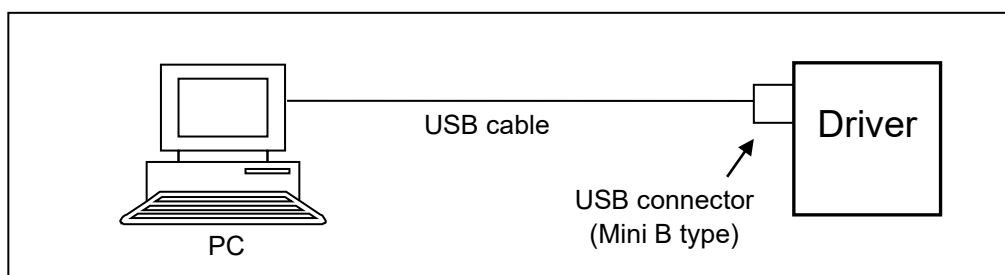 USB cable
Driver
USB connector
(Mini B type)
PC